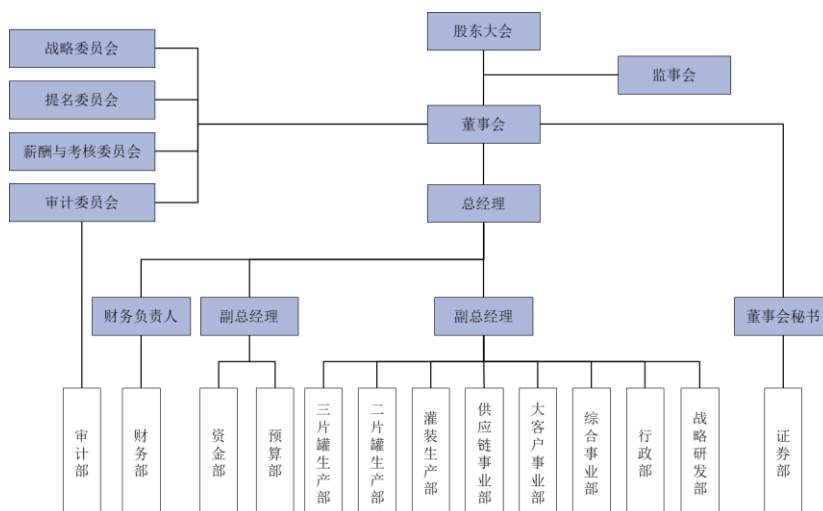 股东大会
战略委员会
监事会
提名委员会
董事会
薪酬与考核委员会
审计委员会
总经理
财务负责人
副总经理
副总经理
董事会秘书
审计部
财务部
资金部
预算部
三片罐生产部
二片罐生产部
灌装生产部
供应链事业部
大客户事业部
综合事业部
行政部
战略研发部
证券部